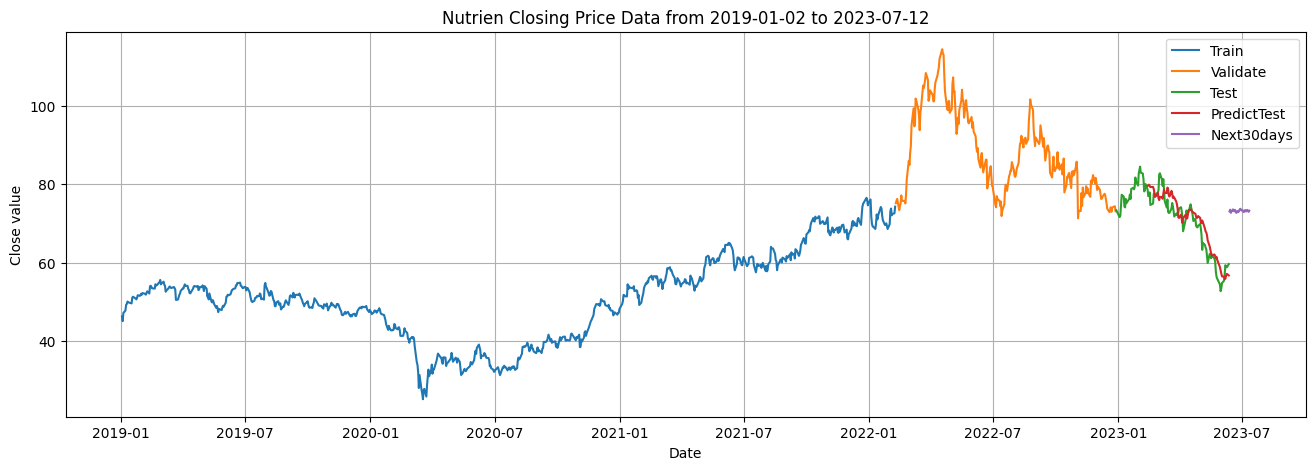 Nutrien Closing Price Data from 2019-01-02 to 2023-07-12
Train
Validate
Test
PredictTest
Next30days
Close value
100
80
60
40
2019-01 2019-07 2020-01 2020-07 2021-01 2021-07 2022-01 2022-07 2023-01 2023-07
Date